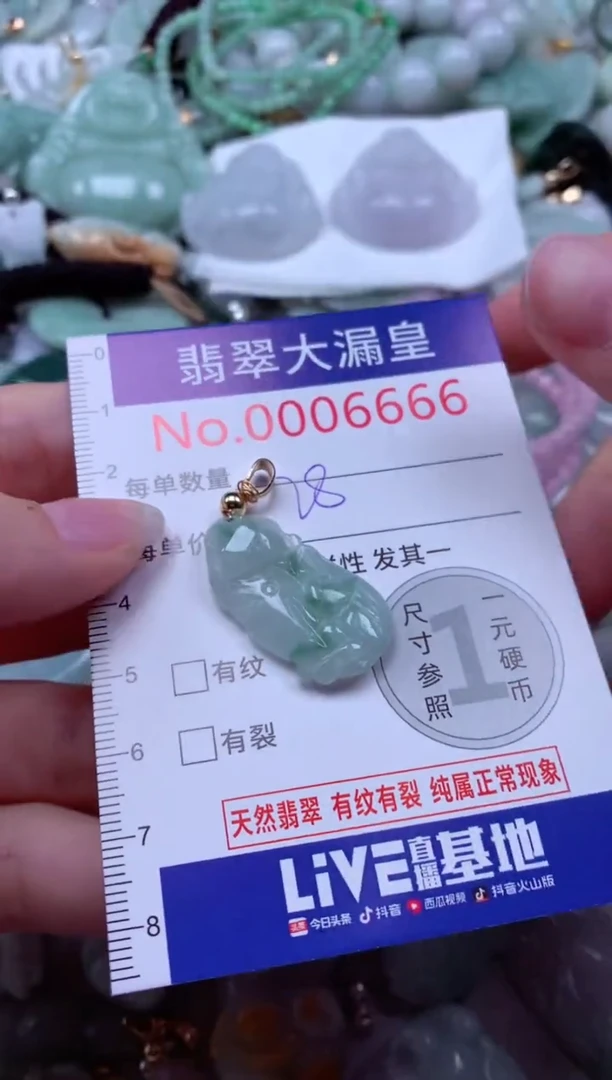 翡翠大漏皇
No.0006666
0
1
2
每单数量 28
每单价
性 发其一
4
5
6
7
8
有纹
有裂
尺寸参照
1
一元硬币
天然翡翠 有纹有裂 纯属正常现象
LiVE直播基地
头条 今日头条 抖音 西瓜视频 抖音火山版